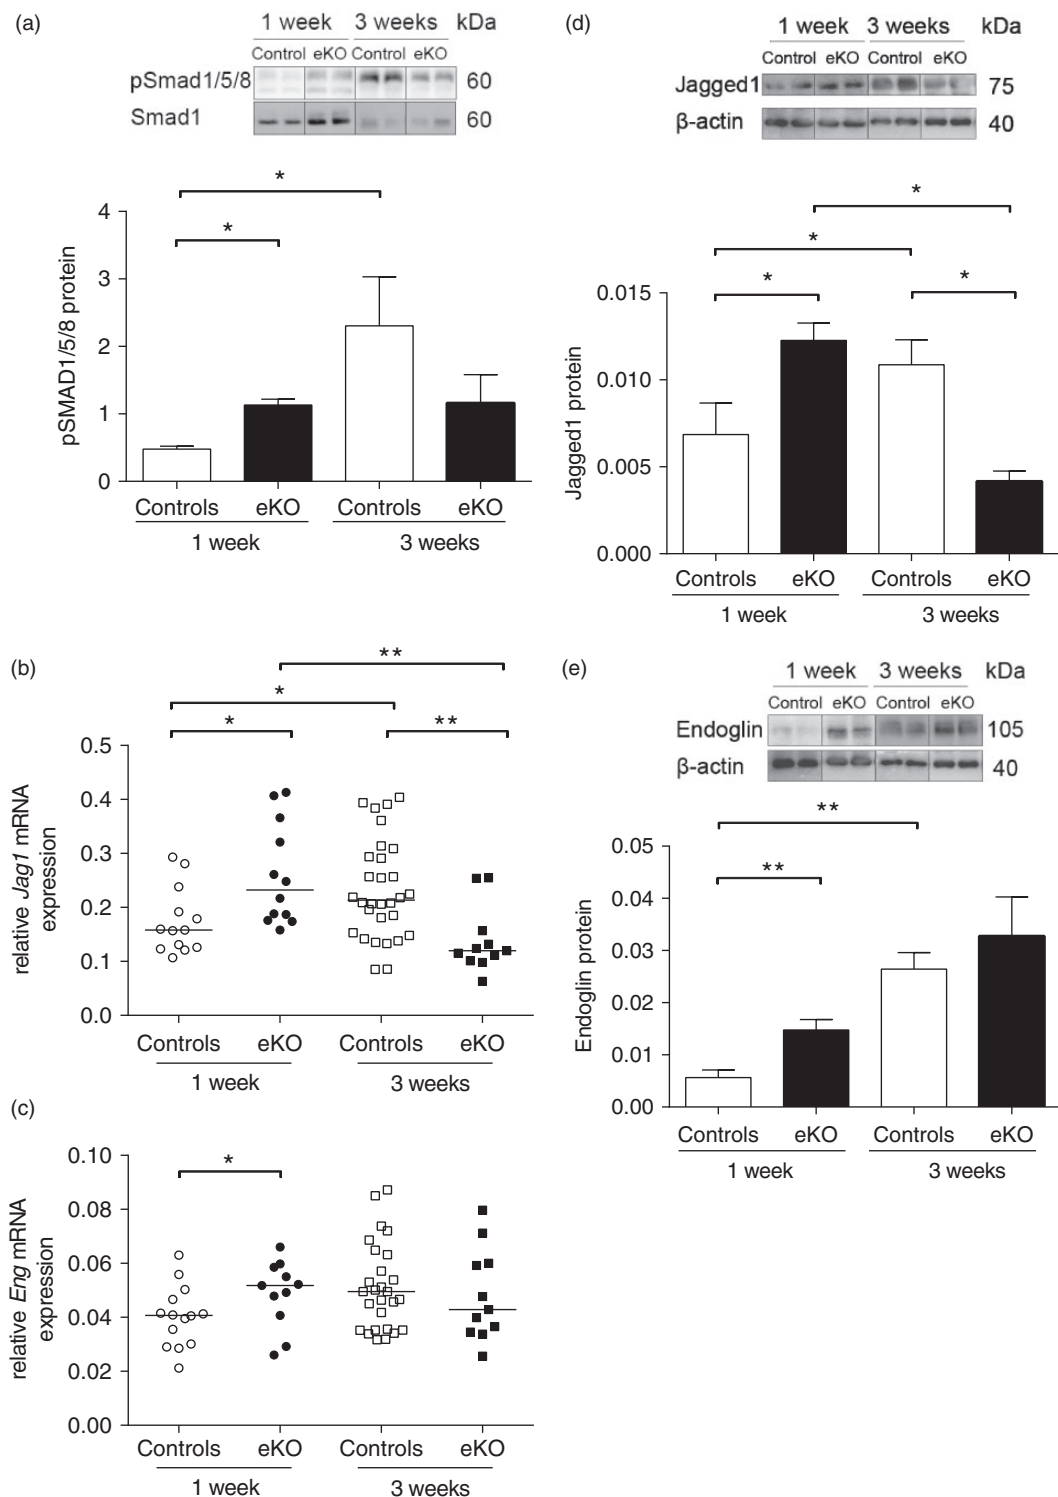 (a)
1 week 3 weeks kDa
Control eKO Control eKO
pSmad1/5/8 60
Smad1 60
*
*
pSMAD1/5/8 protein
4
3
2
1
0
Controls eKO Controls eKO
1 week 3 weeks
(d)
1 week 3 weeks kDa
Control eKO Control eKO
Jagged1 75
β-actin 40
*
*
* *
Jagged1 protein
0.015
0.010
0.005
0.000
Controls eKO Controls eKO
1 week 3 weeks
(b)
**
*
* **
relative Jag1 mRNA
expression
0.5
0.4
0.3
0.2
0.1
0.0
Controls eKO Controls eKO
1 week 3 weeks
(e)
1 week 3 weeks kDa
Control eKO Control eKO
Endoglin 105
β-actin 40
**
**
Endoglin protein
0.05
0.04
0.03
0.02
0.01
0.00
Controls eKO Controls eKO
1 week 3 weeks
(c)
*
relative Eng mRNA
expression
0.10
0.08
0.06
0.04
0.02
0.00
Controls eKO Controls eKO
1 week 3 weeks